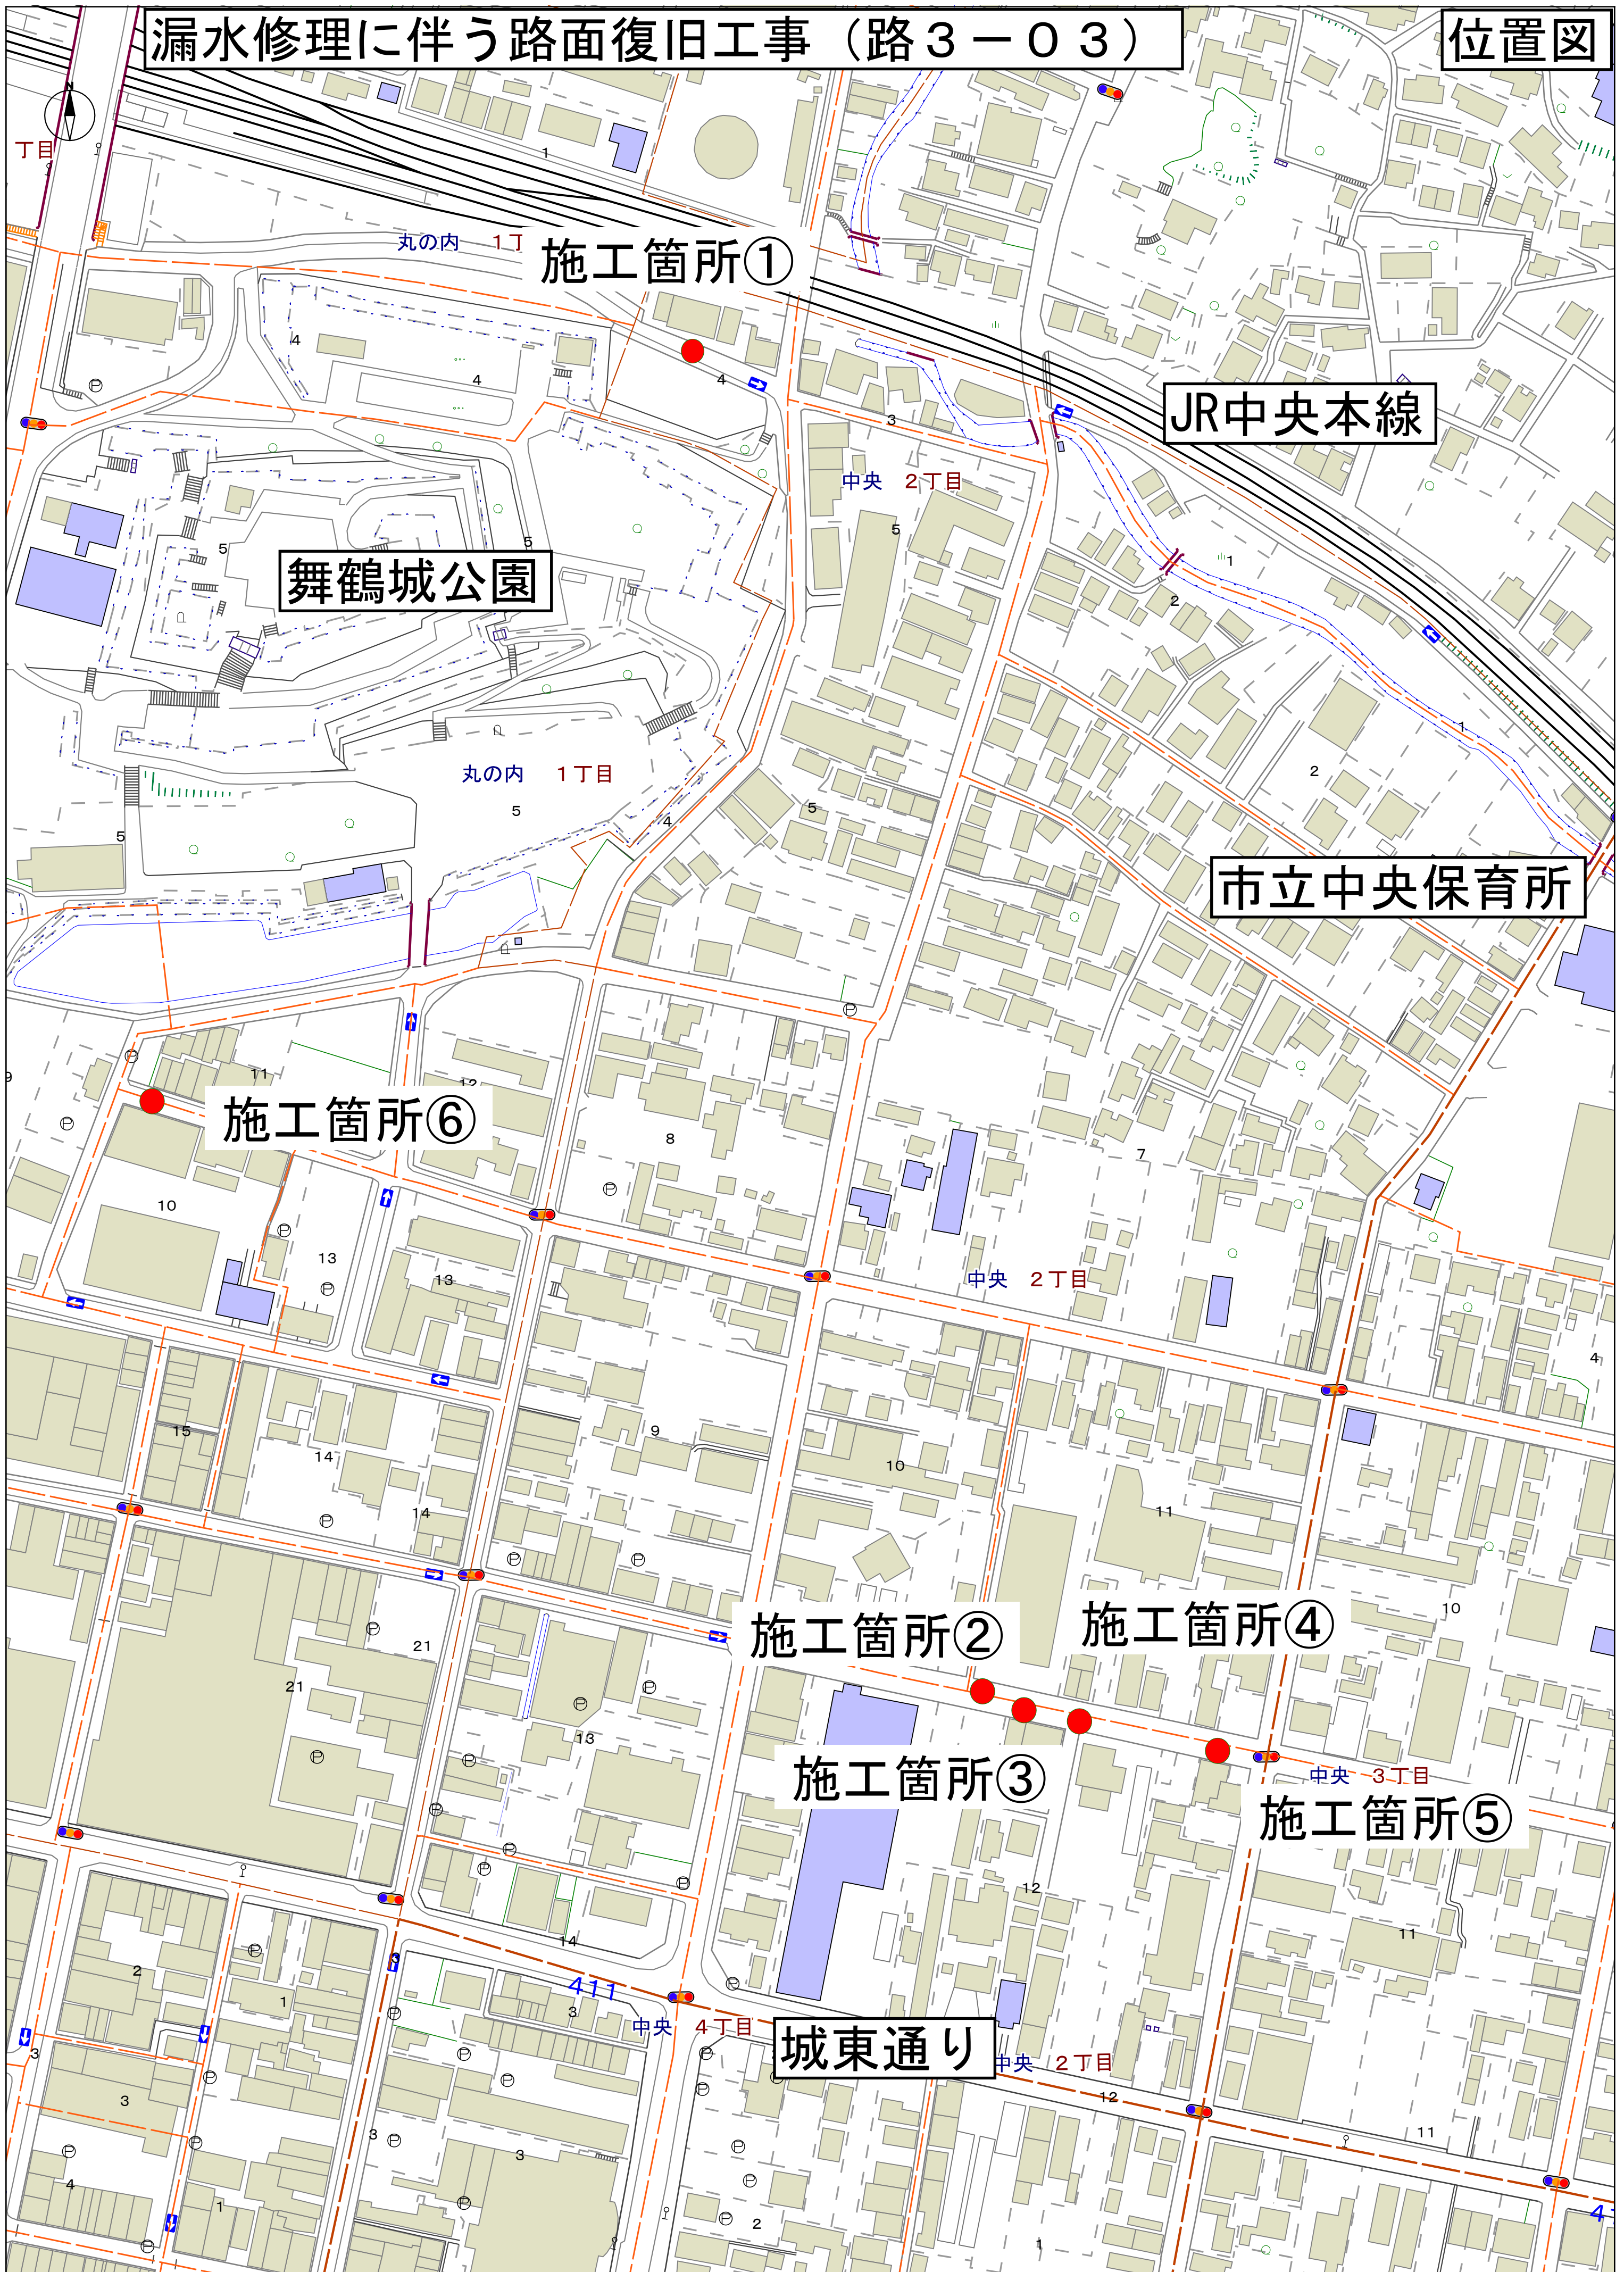 漏水修理に伴う路面復旧工事（路３－０３）
位置図
N
丁目
1
丸の内 １丁
施工箇所①
4
4
4
3
JR中央本線
中央 ２丁目
5
5
5
舞鶴城公園
1
2
1
2
丸の内 １丁目
5
5
4
5
市立中央保育所
9
11
12
施工箇所⑥
8
7
10
13
13
中央 ２丁目
4
15
14
9
10
14
11
10
施工箇所②
施工箇所④
21
21
13
施工箇所③
中央 ３丁目
施工箇所⑤
12
14
11
2
411
1
3
中央 ４丁目
城東通り
中央 ２丁目
3
3
12
11
3
3
4
1
2
1
4